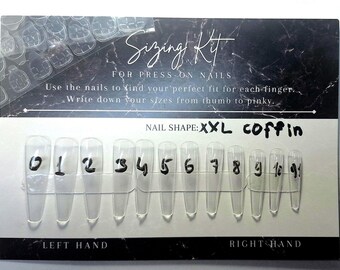 Sizing Kit
FOR PRESS ON NAILS
Use the nails to find your perfect fit for each finger.
Write down your sizes from thumb to pinky.
NAIL SHAPE: XXL coffin
0 1 2 3 4 5 6 7 8 9 10 11
LEFT HAND RIGHT HAND